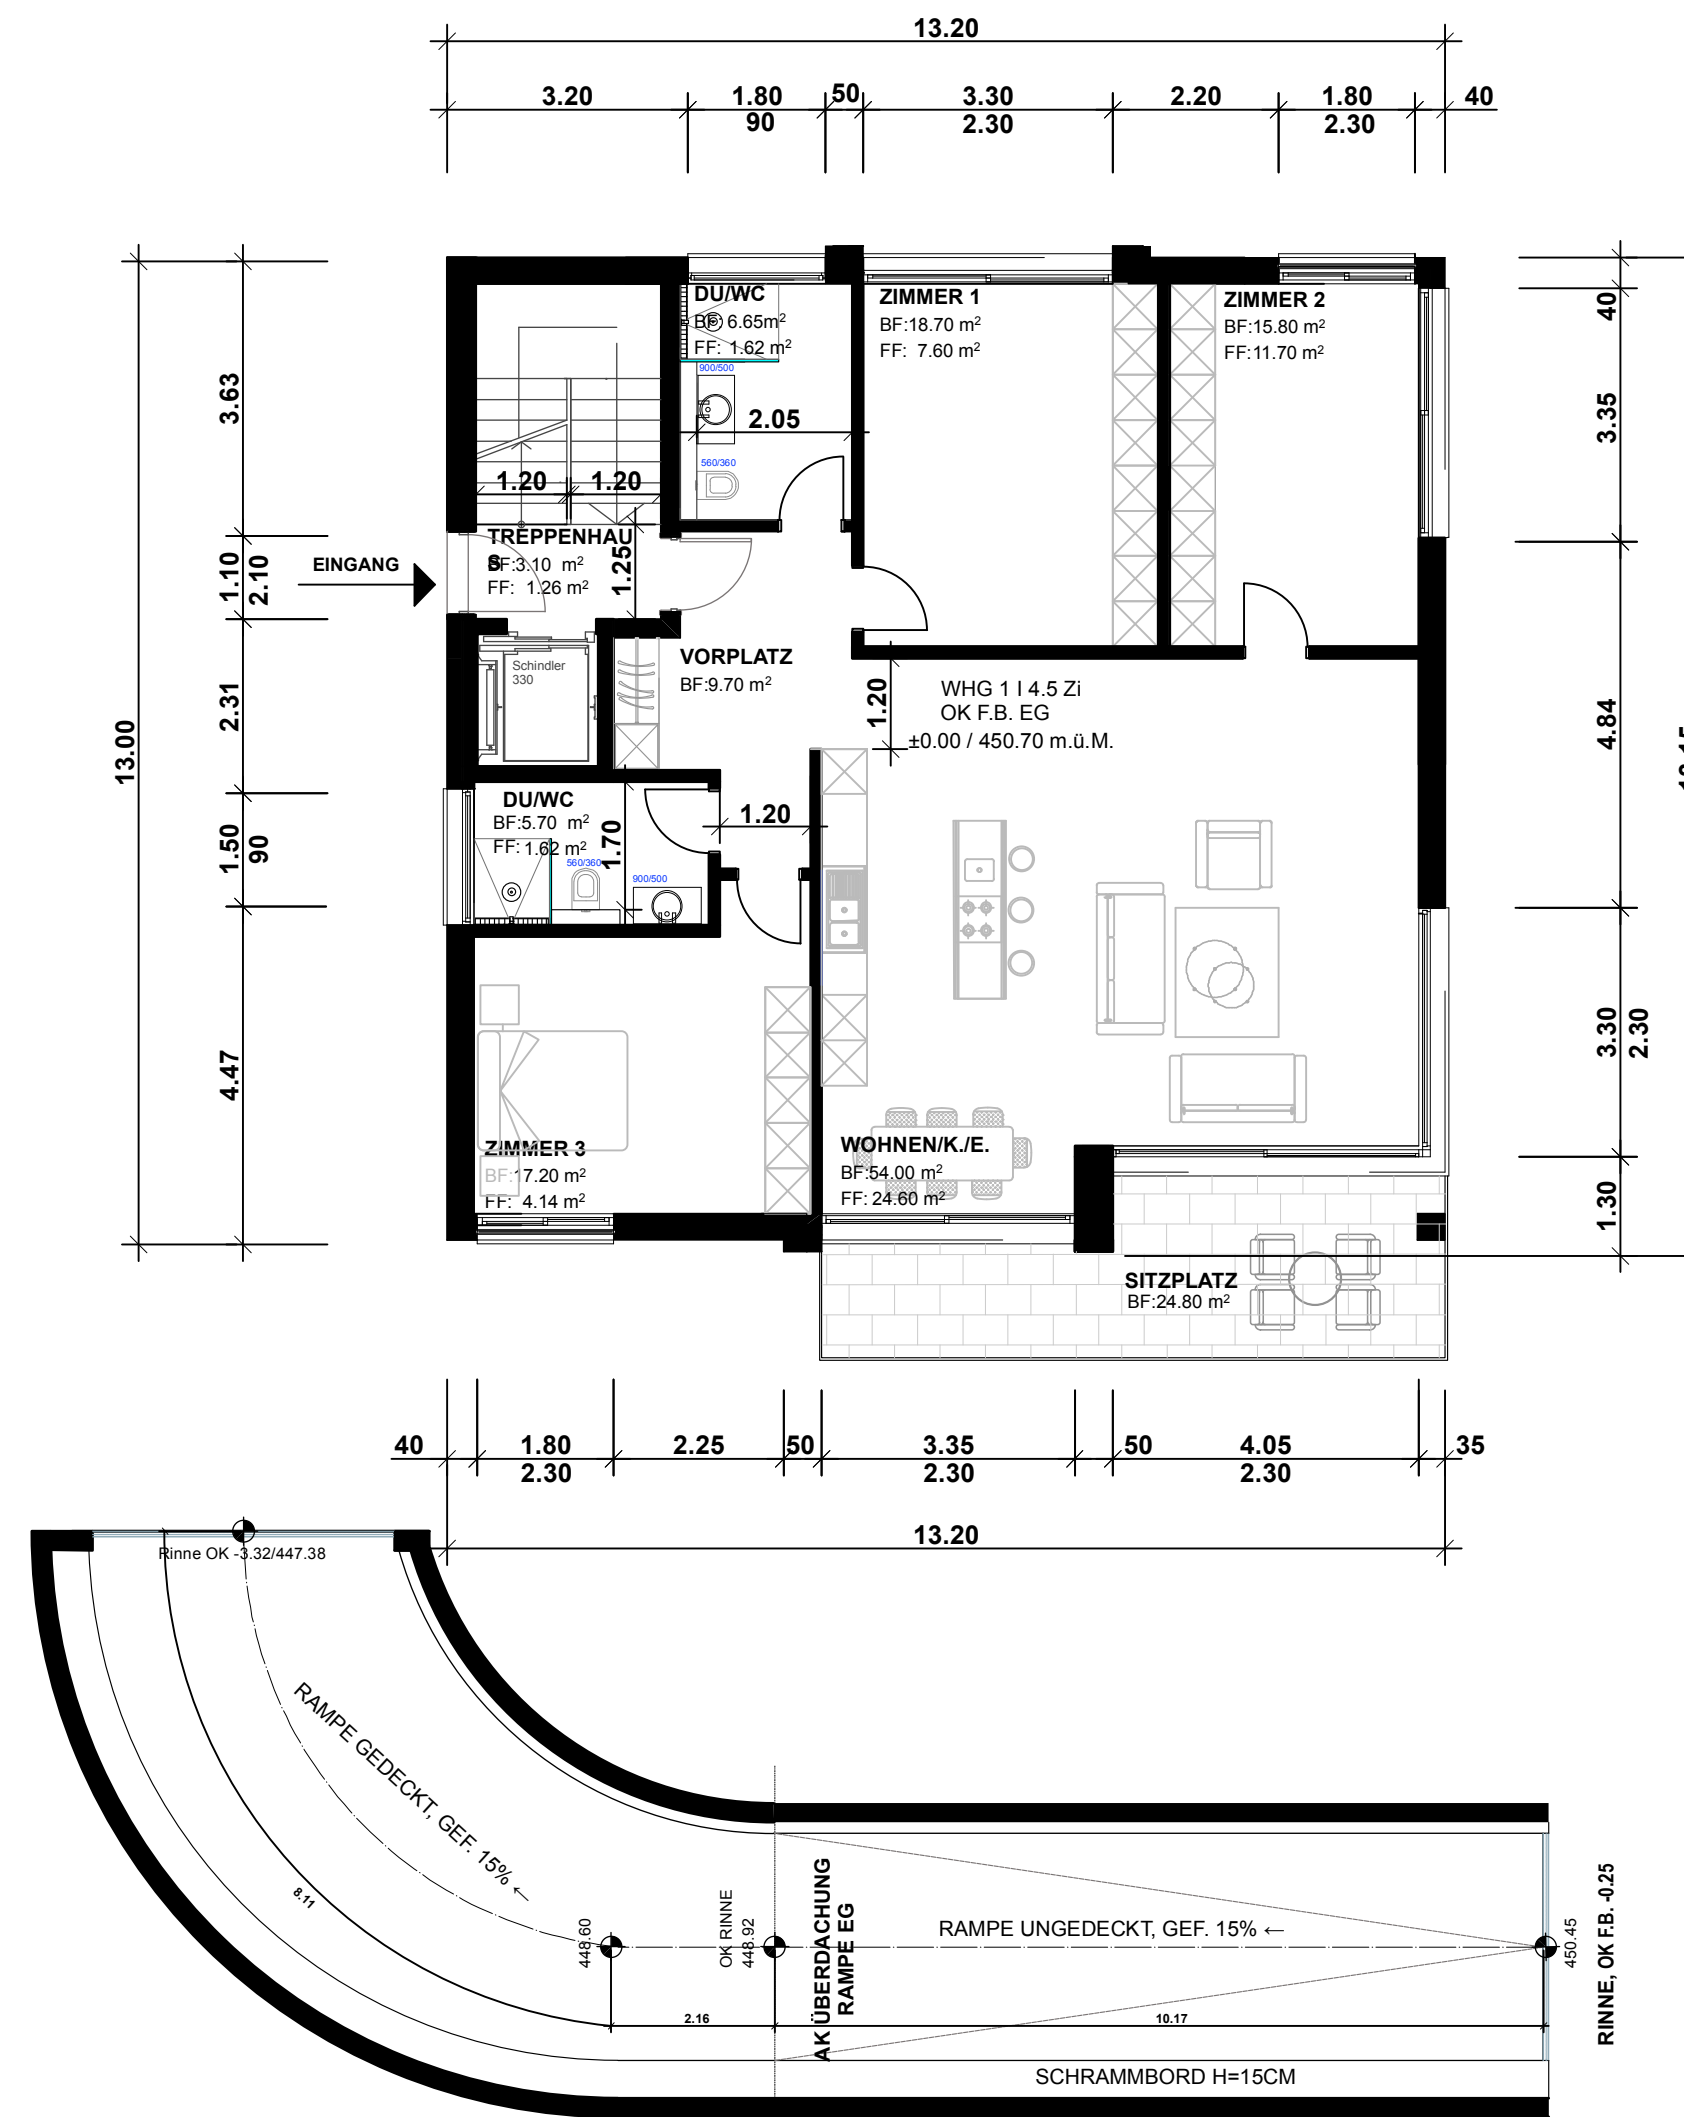 13.20
3.20
1.80
50
3.30
2.20
1.80
40
90
2.30
2.30
DU/WC
BF: 6.65m²
FF: 1.62 m²
900/500
2.05
560/360
ZIMMER 1
BF:18.70 m²
FF: 7.60 m²
ZIMMER 2
BF:15.80 m²
FF:11.70 m²
3.63
1.10
2.10
2.31
13.00
1.50
90
4.47
EINGANG
1.20
1.20
TREPPENHAU
S
BF:3.10 m²
FF: 1.26 m²
1.25
Schindler
330
VORPLATZ
BF:9.70 m²
1.20
WHG 1 I 4.5 Zi
OK F.B. EG
±0.00 / 450.70 m.ü.M.
DU/WC
BF:5.70 m²
FF: 1.62 m²
1.70
560/360
900/500
1.20
40
3.35
4.84
3.30
2.30
1.30
ZIMMER 3
BF:17.20 m²
FF: 4.14 m²
WOHNEN/K./E.
BF:54.00 m²
FF: 24.60 m²
SITZPLATZ
BF:24.80 m²
40
1.80
2.25
50
3.35
50
4.05
35
2.30
2.30
2.30
13.20
Rinne OK -3.32/447.38
RAMPE GEDECKT, GEF. 15% ←
8.11
448.60
OK RINNE
448.92
AK ÜBERDACHUNG
RAMPE EG
RAMPE UNGEDECKT, GEF. 15% ←
450.45
RINNE, OK F.B. -0.25
2.16
10.17
SCHRAMMBORD H=15CM